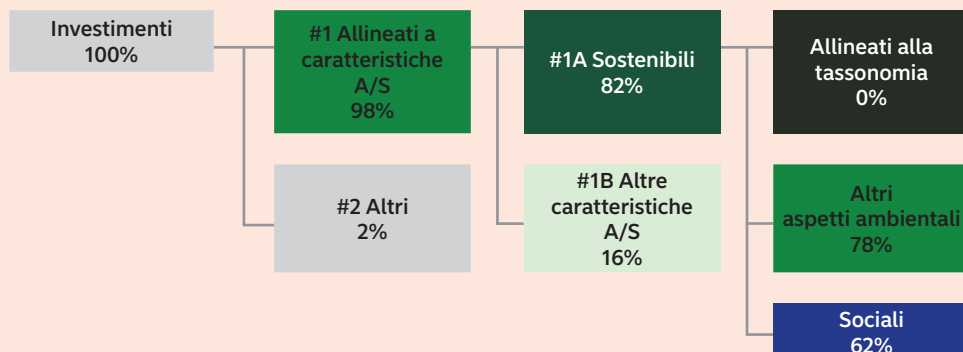 Investimenti
100%
#1 Allineati a
caratteristiche
A/S
98%
#1A Sostenibili
82%
Allineati alla
tassonomia
0%
#2 Altri
2%
#1B Altre
caratteristiche
A/S
16%
Altri
aspetti ambientali
78%
Sociali
62%